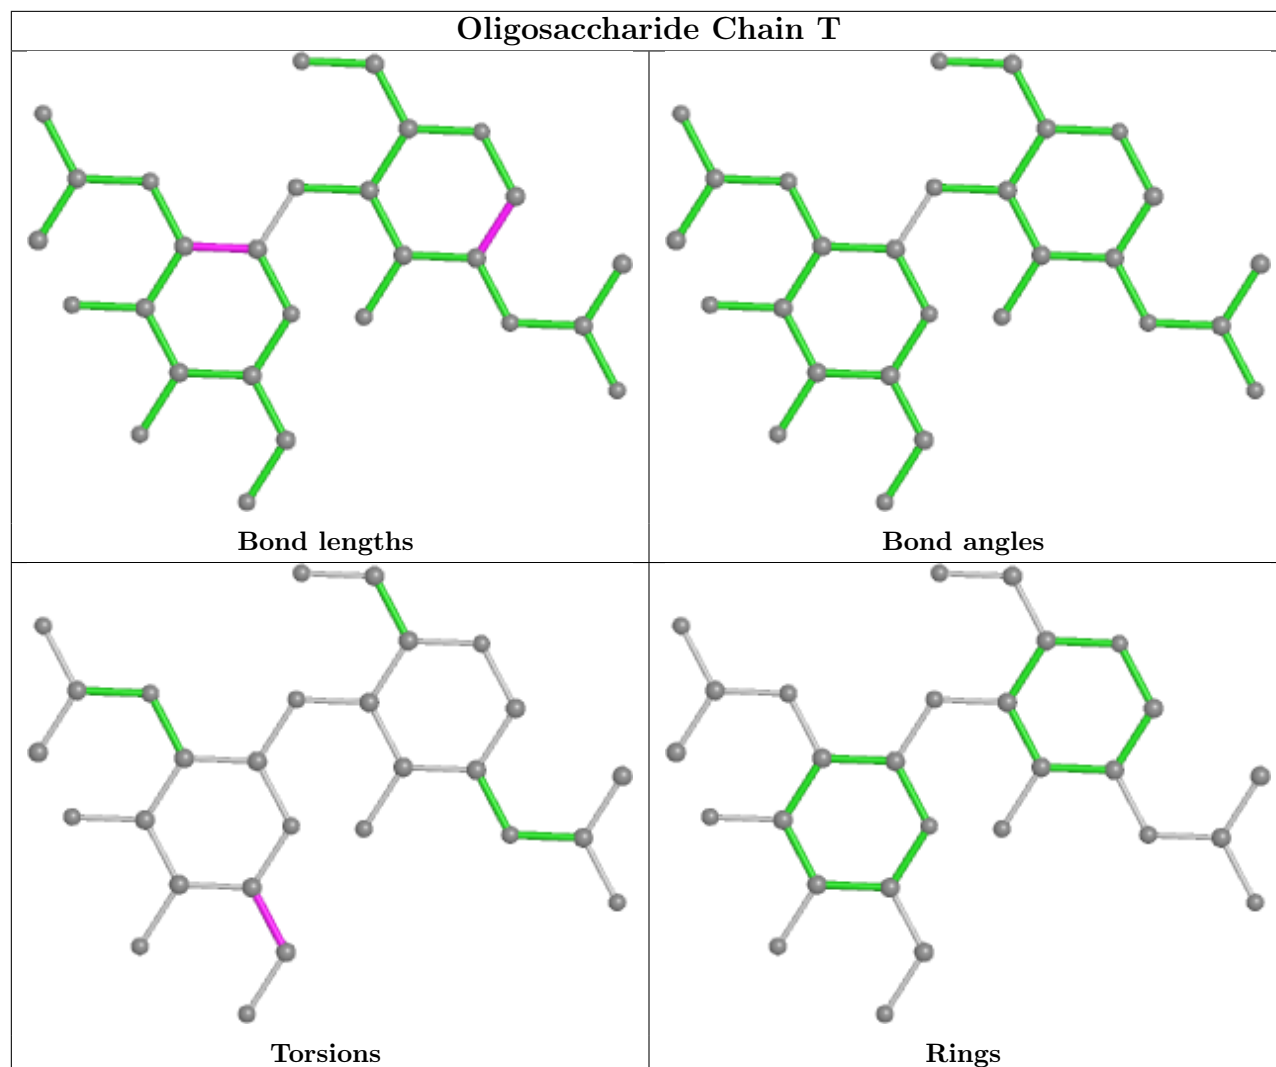 Oligosaccharide Chain T
Bond lengths
Bond angles
Torsions
Rings